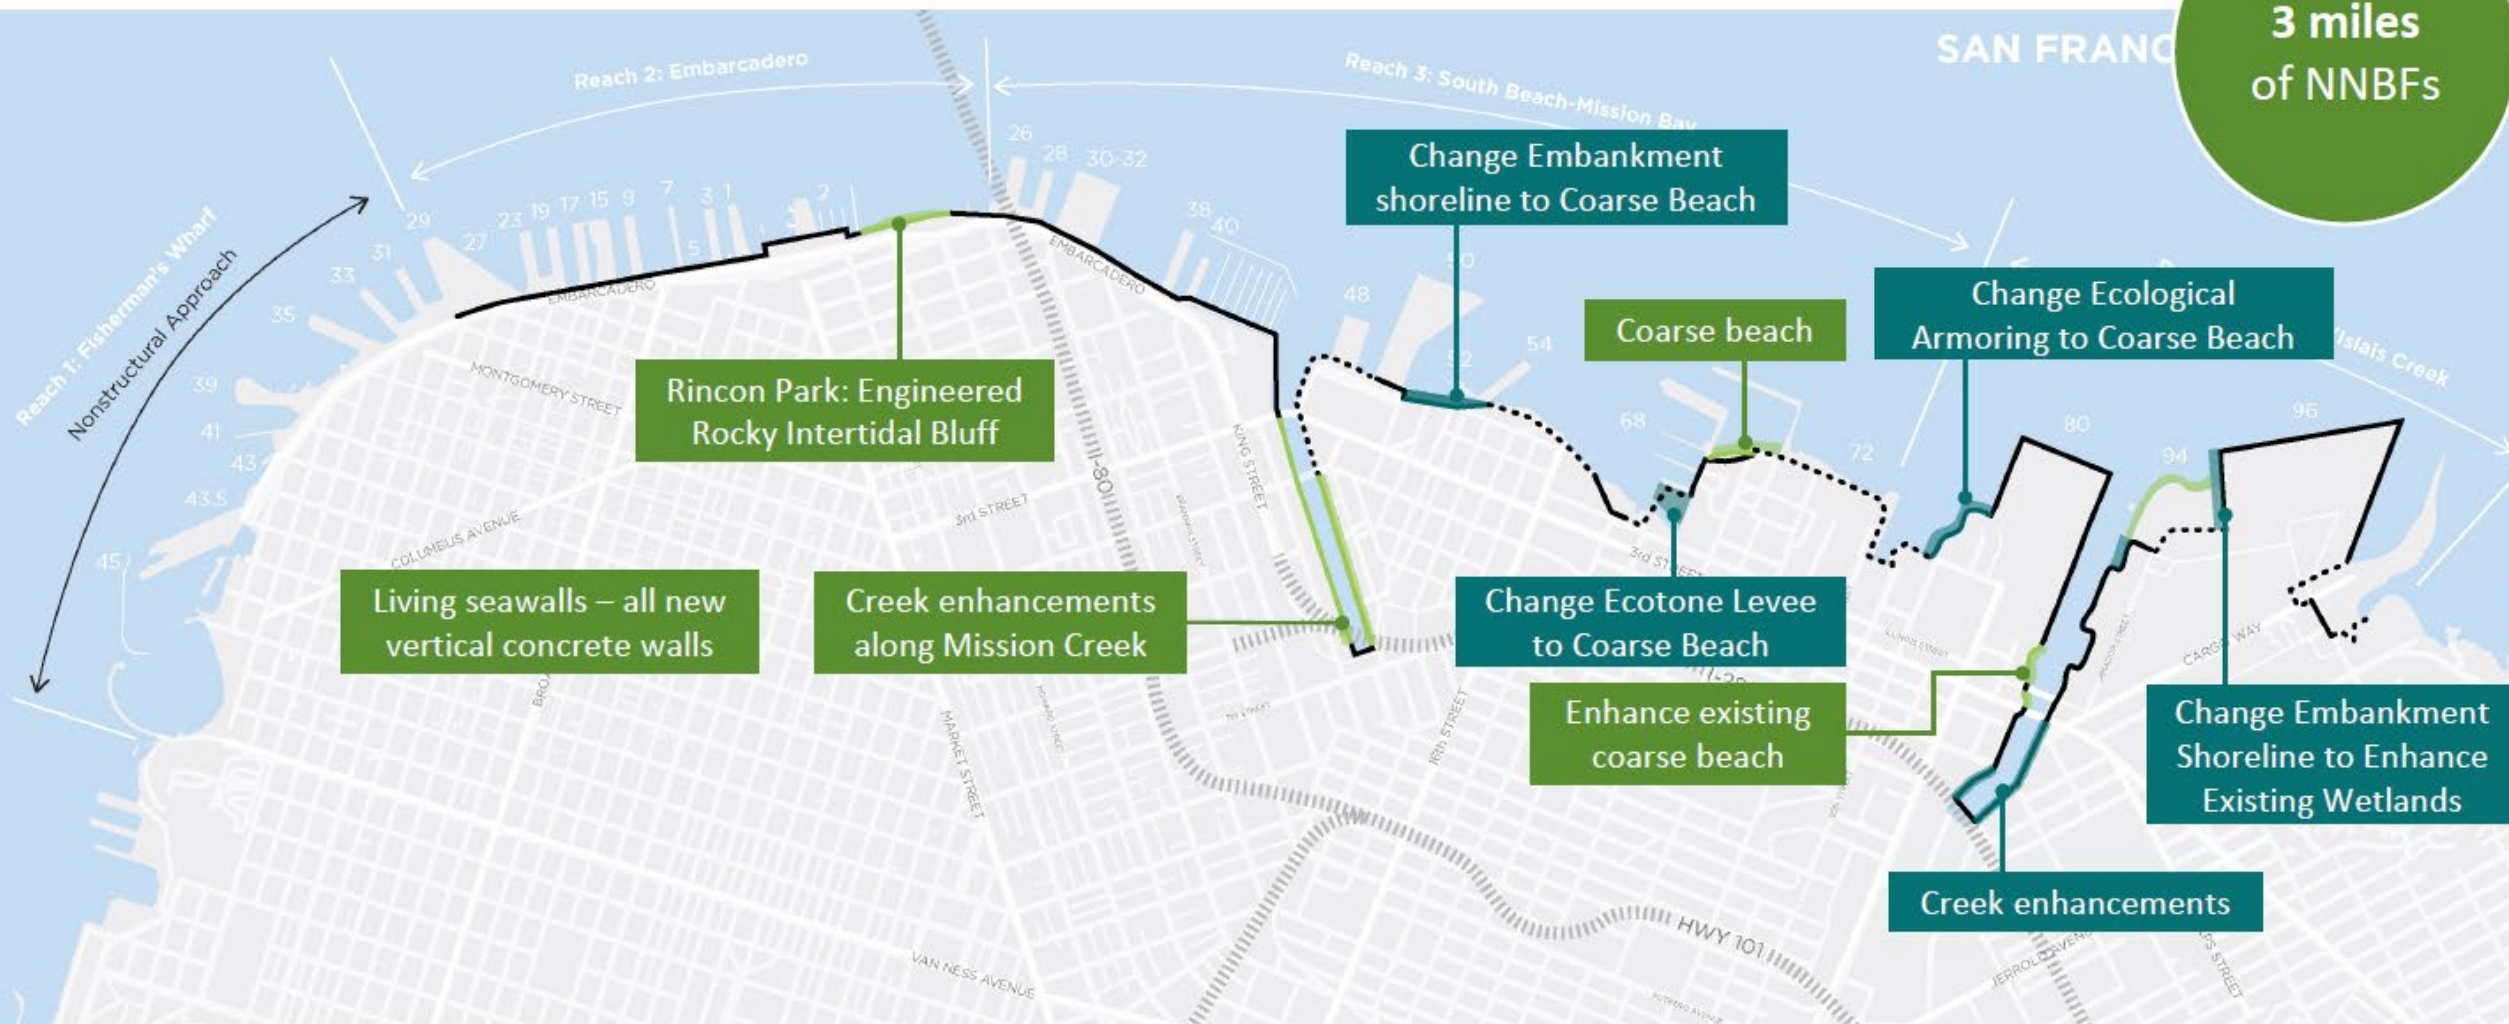 3 miles
of NNBFs
SAN FRANC
Reach 2: Embarcadero
Reach 3: South Beach-Mission Bay
Reach 1: Fisherman's Wharf
Nonstructural Approach
/Islais Creek
Change Embankment
shoreline to Coarse Beach
Coarse beach
Change Ecological
Armoring to Coarse Beach
Rincon Park: Engineered
Rocky Intertidal Bluff
Living seawalls – all new
vertical concrete walls
Creek enhancements
along Mission Creek
Change Ecotone Levee
to Coarse Beach
Enhance existing
coarse beach
Change Embankment
Shoreline to Enhance
Existing Wetlands
Creek enhancements
45
43.5
43
41
39
35
33
31
29
27
23
19
17
15
9
7
5
3
1
2
26
28
30-32
38
40
48
50
52
54
68
72
80
94
96
EMBARCADERO
EMBARCADERO
MONTGOMERY STREET
COLUMBUS AVENUE
3rd STREET
KING STREET
I-80
MARKET STREET
16th STREET
3rd STREET
CARGO WAY
VAN NESS AVENUE
HWY 101